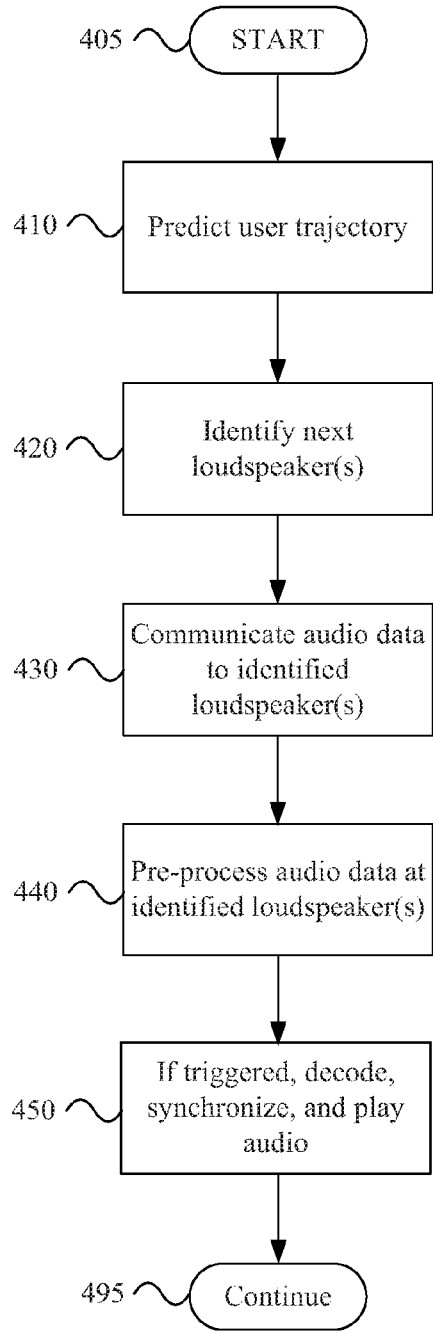 405
START
410
Predict user trajectory
420
Identify next
loudspeaker(s)
430
Communicate audio data
to identified
loudspeaker(s)
440
Pre-process audio data at
identified loudspeaker(s)
450
If triggered, decode,
synchronize, and play
audio
495
Continue